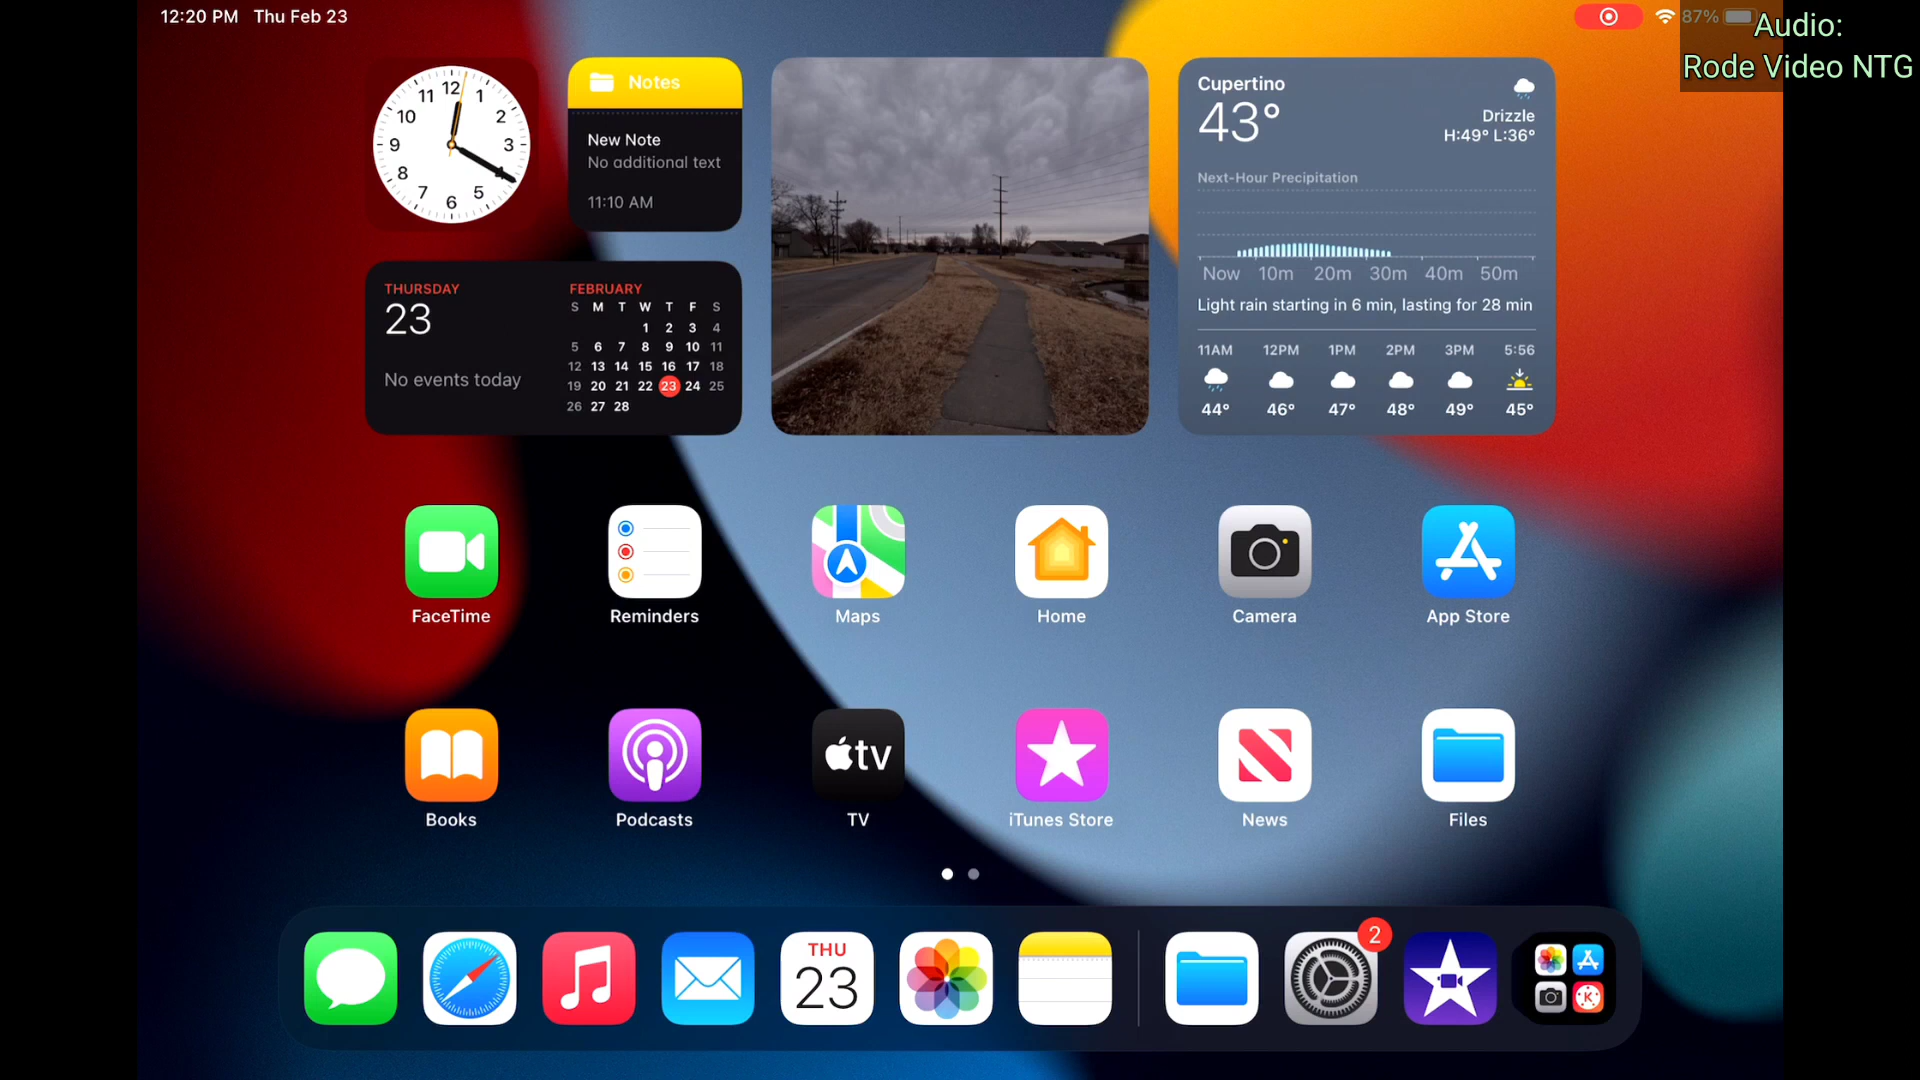 12:20 PM Thu Feb 23
87%
Audio:
Rode Video NTG
12
1
2
3
4
5
6
7
8
9
10
11
Notes
New Note
No additional text
11:10 AM
Cupertino
43°
Drizzle
H:49° L:36°
Next-Hour Precipitation
Now 10m 20m 30m 40m 50m
Light rain starting in 6 min, lasting for 28 min
11AM 12PM 1PM 2PM 3PM 5:56
44° 46° 47° 48° 49° 45°
THURSDAY
23
No events today
FEBRUARY
S M T W T F S
1 2 3 4
5 6 7 8 9 10 11
12 13 14 15 16 17 18
19 20 21 22 23 24 25
26 27 28
FaceTime Reminders Maps Home Camera App Store
tv
Books Podcasts TV iTunes Store News Files
THU
23
2
K